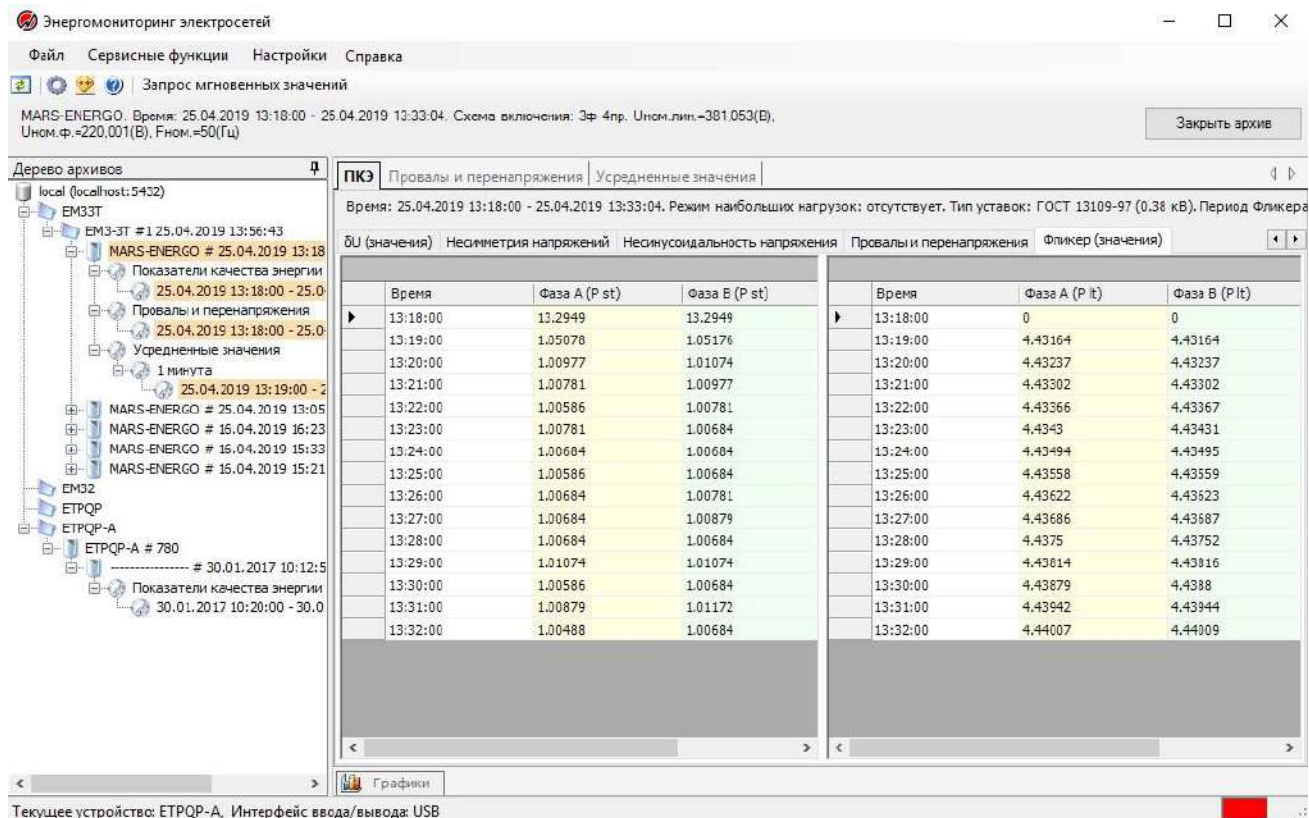 Энергомониторинг электросетей
Файл Сервисные функции Настройки Справка
Запрос мгновенных значений
MARS-ENERGO. Время: 25.04.2019 13:18:00 - 25.04.2019 13:33:04. Схема включения: 3ф 4пр. Uном.лин.=381,053(В),
Uном.ф.=220,001(В), Fном.=50(Гц)
Закрыть архив
Дерево архивов
local (localhost:5432)
EM33T
EM3-3T #1 25.04.2019 13:56:43
MARS-ENERGO # 25.04.2019 13:18
Показатели качества энергии
25.04.2019 13:18:00 - 25.0
Провалы и перенапряжения
25.04.2019 13:18:00 - 25.0
Усредненные значения
1 минута
25.04.2019 13:19:00 - 2
MARS-ENERGO # 25.04.2019 13:05
MARS-ENERGO # 16.04.2019 16:23
MARS-ENERGO # 16.04.2019 15:33
MARS-ENERGO # 16.04.2019 15:21
EM32
ETPQP
ETPQP-A
ETPQP-A # 780
---------------- # 30.01.2017 10:12:5
Показатели качества энергии
30.01.2017 10:20:00 - 30.0
ПКЭ Провалы и перенапряжения Усредненные значения
Время: 25.04.2019 13:18:00 - 25.04.2019 13:33:04. Режим наибольших нагрузок: отсутствует. Тип уставок: ГОСТ 13109-97 (0.38 кВ). Период Фликера
δU (значения) Несимметрия напряжений Несинусоидальность напряжения Провалы и перенапряжения Фликер (значения)
Время Фаза A (P st) Фаза B (P st) Время Фаза A (P lt) Фаза B (P lt)
13:18:00 13.2949 13.2949 13:18:00 0 0
13:19:00 1.05078 1.05176 13:19:00 4.43164 4.43164
13:20:00 1.00977 1.01074 13:20:00 4.43237 4.43237
13:21:00 1.00781 1.00977 13:21:00 4.43302 4.43302
13:22:00 1.00586 1.00781 13:22:00 4.43366 4.43367
13:23:00 1.00781 1.00684 13:23:00 4.4343 4.43431
13:24:00 1.00684 1.00684 13:24:00 4.43494 4.43495
13:25:00 1.00586 1.00684 13:25:00 4.43558 4.43559
13:26:00 1.00684 1.00781 13:26:00 4.43622 4.43623
13:27:00 1.00684 1.00879 13:27:00 4.43686 4.43687
13:28:00 1.00684 1.00684 13:28:00 4.4375 4.43752
13:29:00 1.01074 1.01074 13:29:00 4.43814 4.43816
13:30:00 1.00586 1.00684 13:30:00 4.43879 4.4388
13:31:00 1.00879 1.01172 13:31:00 4.43942 4.43944
13:32:00 1.00488 1.00684 13:32:00 4.44007 4.44009
Графики
Текущее устройство: ETPQP-A, Интерфейс ввода/вывода: USB